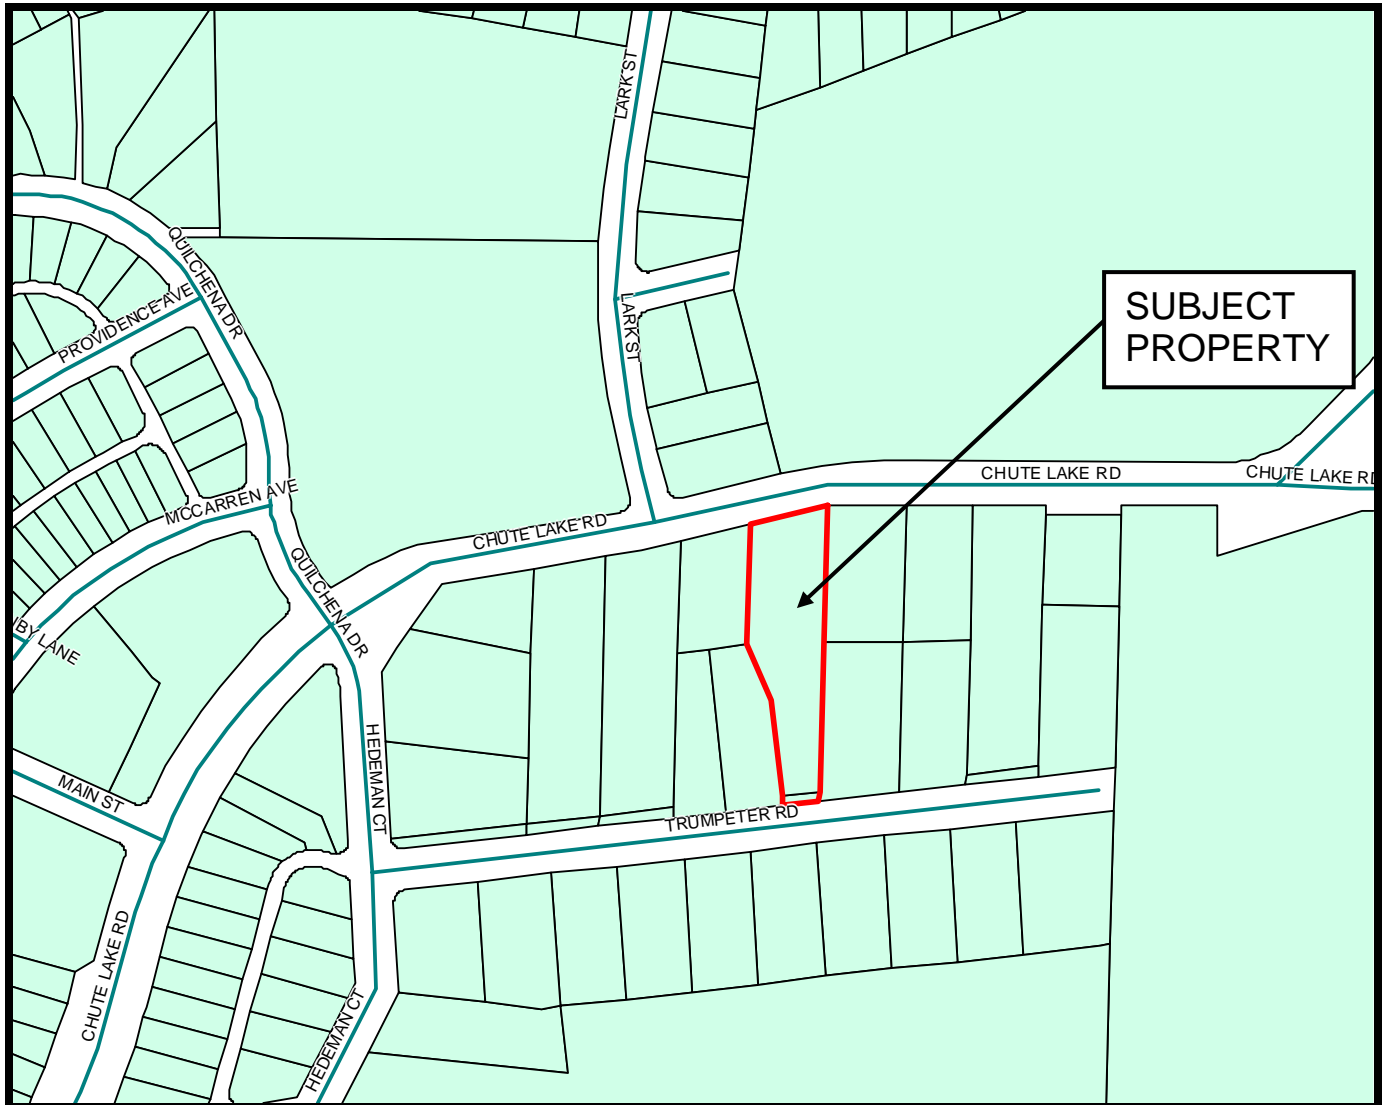 LARK ST
QUILCHENA DR
PROVIDENCE AVE
LARK ST
SUBJECT
PROPERTY
CHUTE LAKE RD
CHUTE LAKE RD
MCCARREN AVE
CHUTE LAKE RD
QUILCHENA DR
BY LANE
HEDEMAN CT
MAIN ST
TRUMPETER RD
CHUTE LAKE RD
HEDEMAN CT